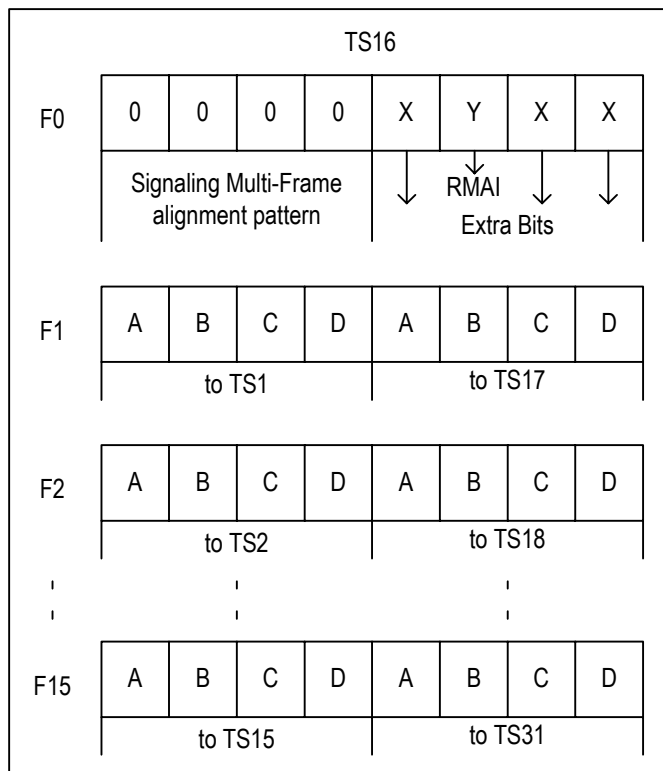 TS16
F0 0 0 0 0 X Y X X
Signaling Multi-Frame
alignment pattern
RMAI
Extra Bits
F1 A B C D A B C D
to TS1 to TS17
F2 A B C D A B C D
to TS2 to TS18
F15 A B C D A B C D
to TS15 to TS31